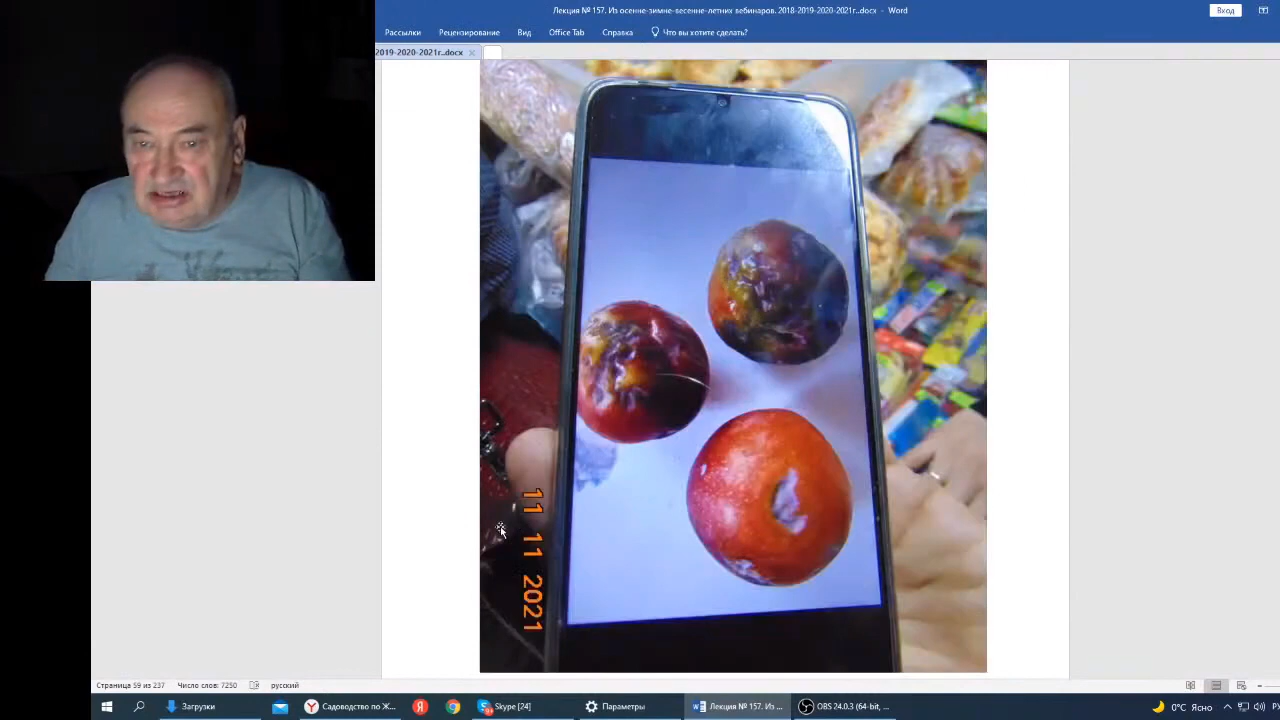 Лекция № 157. Из осенне-зимне-весенне-летних вебинаров. 2018-2019-2020-2021г..docx - Word
Вход
Рассылки Рецензирование Вид Office Tab Справка Что вы хотите сделать?
2019-2020-2021г..docx
11 11 2021
Страница 59 из 237 Число слов: 7250 русский
Загрузки Садоводство по Ж... Skype [24] Параметры Лекция № 157. Из ... OBS 24.0.3 (64-bit, ... 0°C Ясно